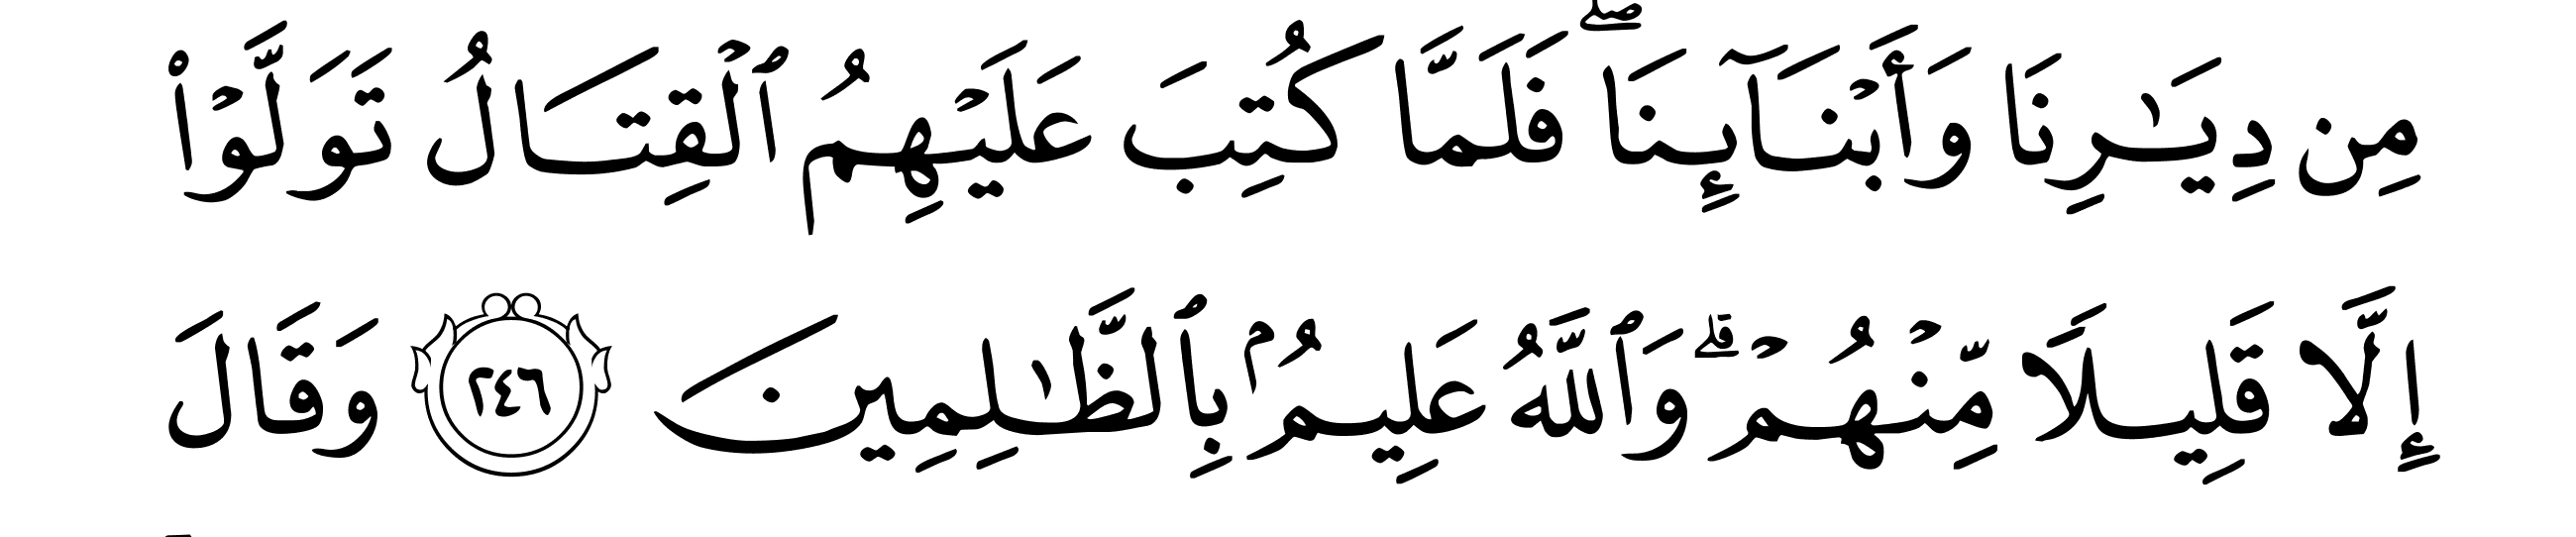 مِن دِيَـٰرِنَا وَأَبۡنَآئِنَاۖ فَلَمَّا كُتِبَ عَلَيۡهِمُ ٱلۡقِتَالُ تَوَلَّوۡاْ
إِلَّا قَلِيلًا مِّنۡهُمۡۚ وَٱللَّهُ عَلِيمُۢ بِٱلظَّـٰلِمِينَ ٢٤٦ وَقَالَ